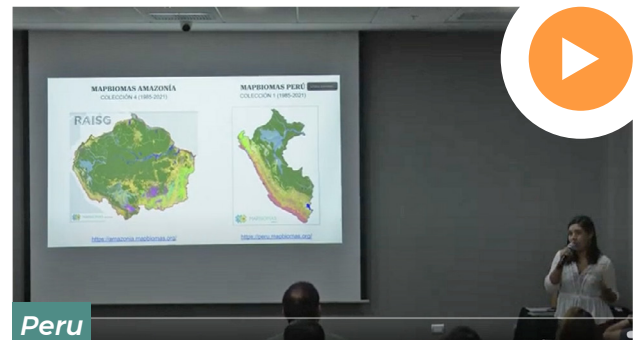 MAPBIOMAS AMAZONÍA
COLECCIÓN 4 (1985-2021)
RAISG
https://amazonia.mapbiomas.org/
MAPBIOMAS PERÚ
COLECCIÓN 1 (1985-2021)
https://peru.mapbiomas.org/
Peru